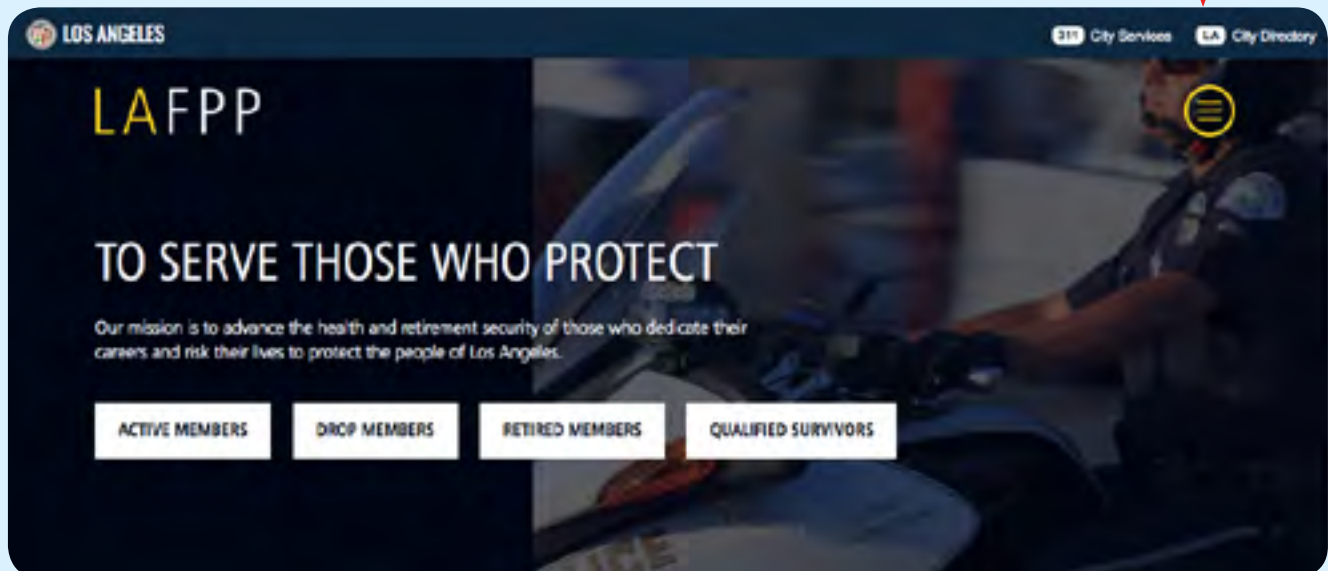 LOS ANGELES
311 City Services
LA City Directory
LAFPP
TO SERVE THOSE WHO PROTECT
Our mission is to advance the health and retirement security of those who dedicate their
careers and risk their lives to protect the people of Los Angeles.
ACTIVE MEMBERS
DROP MEMBERS
RETIRED MEMBERS
QUALIFIED SURVIVORS